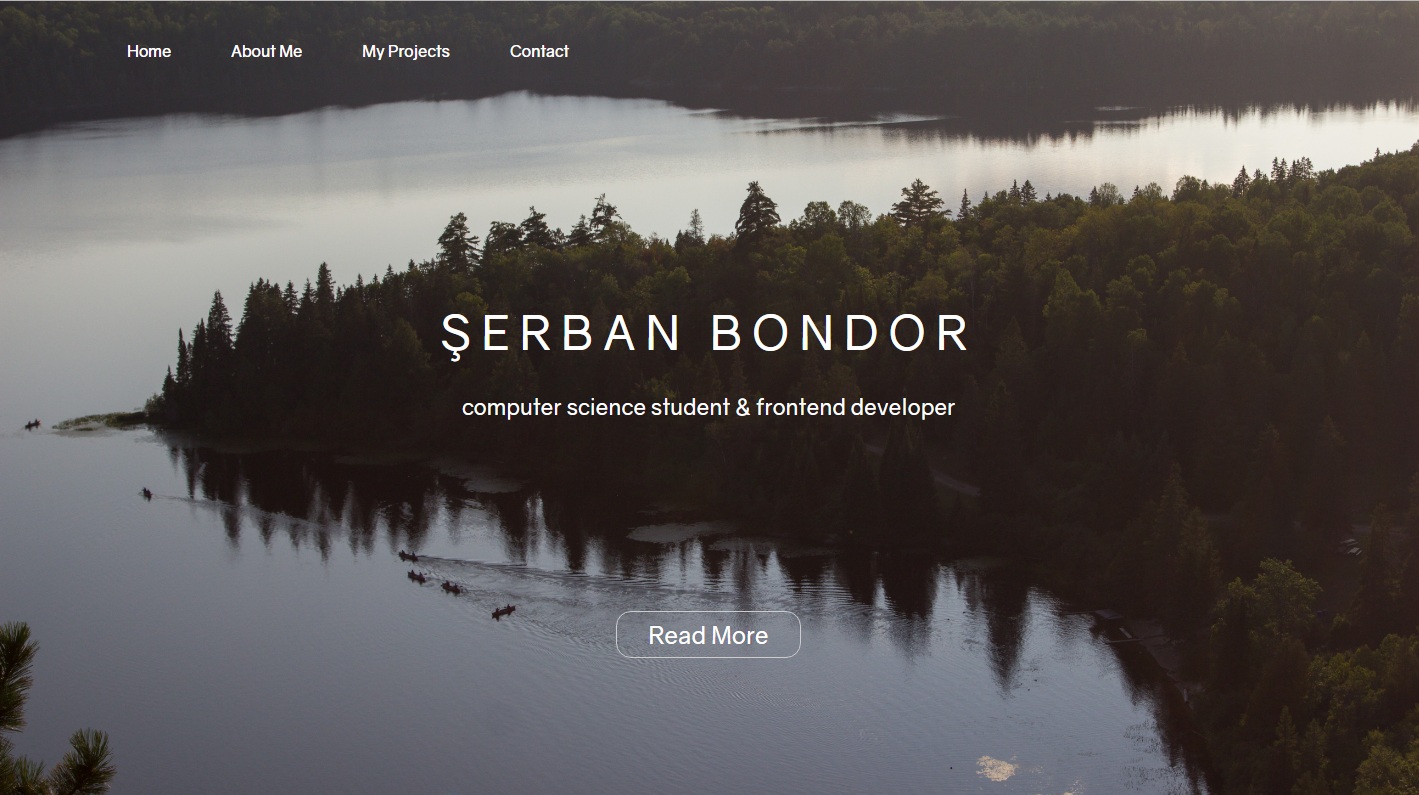 Home About Me My Projects Contact
ŞERBAN BONDOR
computer science student & frontend developer
Read More